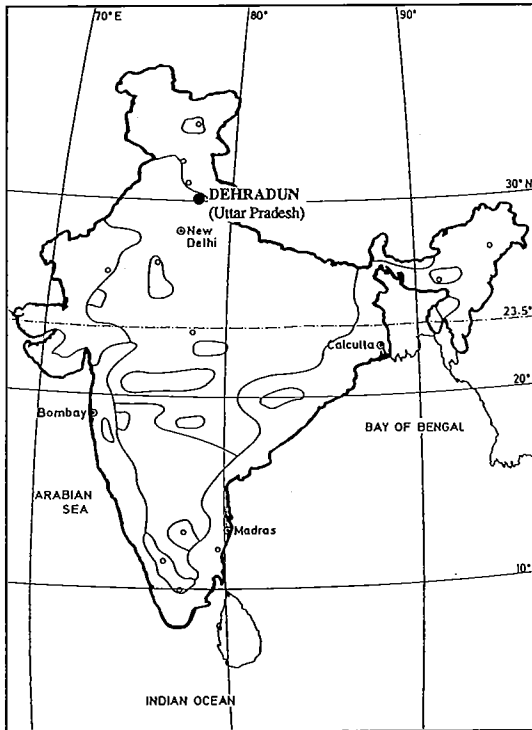 70°E
80°
90°
30°N
DEHRADUN
(Uttar Pradesh)
New
Delhi
23.5°
Calculta
20°
Bombay
BAY OF BENGAL
ARABIAN
SEA
Madras
10°
INDIAN OCEAN